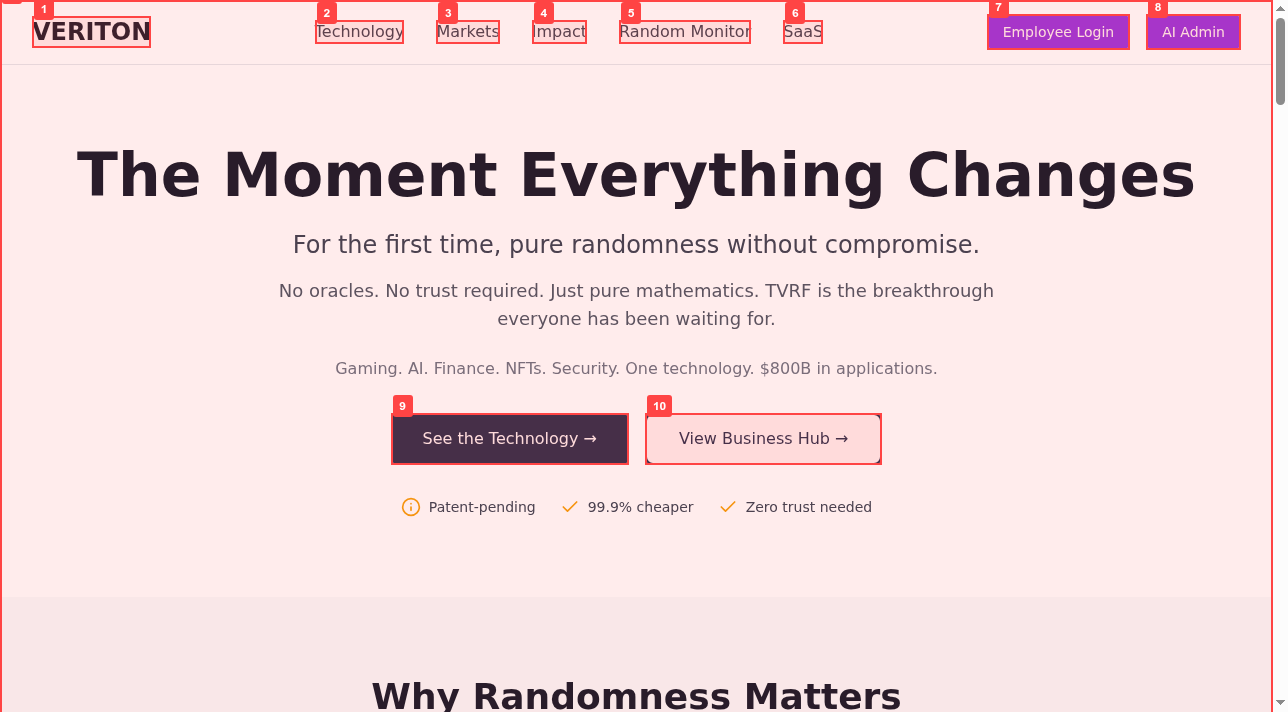 1
VERITON
2
Technology
3
Markets
4
Impact
5
Random Monitor
6
SaaS
7
Employee Login
8
AI Admin
The Moment Everything Changes
For the first time, pure randomness without compromise.
No oracles. No trust required. Just pure mathematics. TVRF is the breakthrough
everyone has been waiting for.
Gaming. AI. Finance. NFTs. Security. One technology. $800B in applications.
9
See the Technology →
10
View Business Hub →
Patent-pending
99.9% cheaper
Zero trust needed
Why Randomness Matters